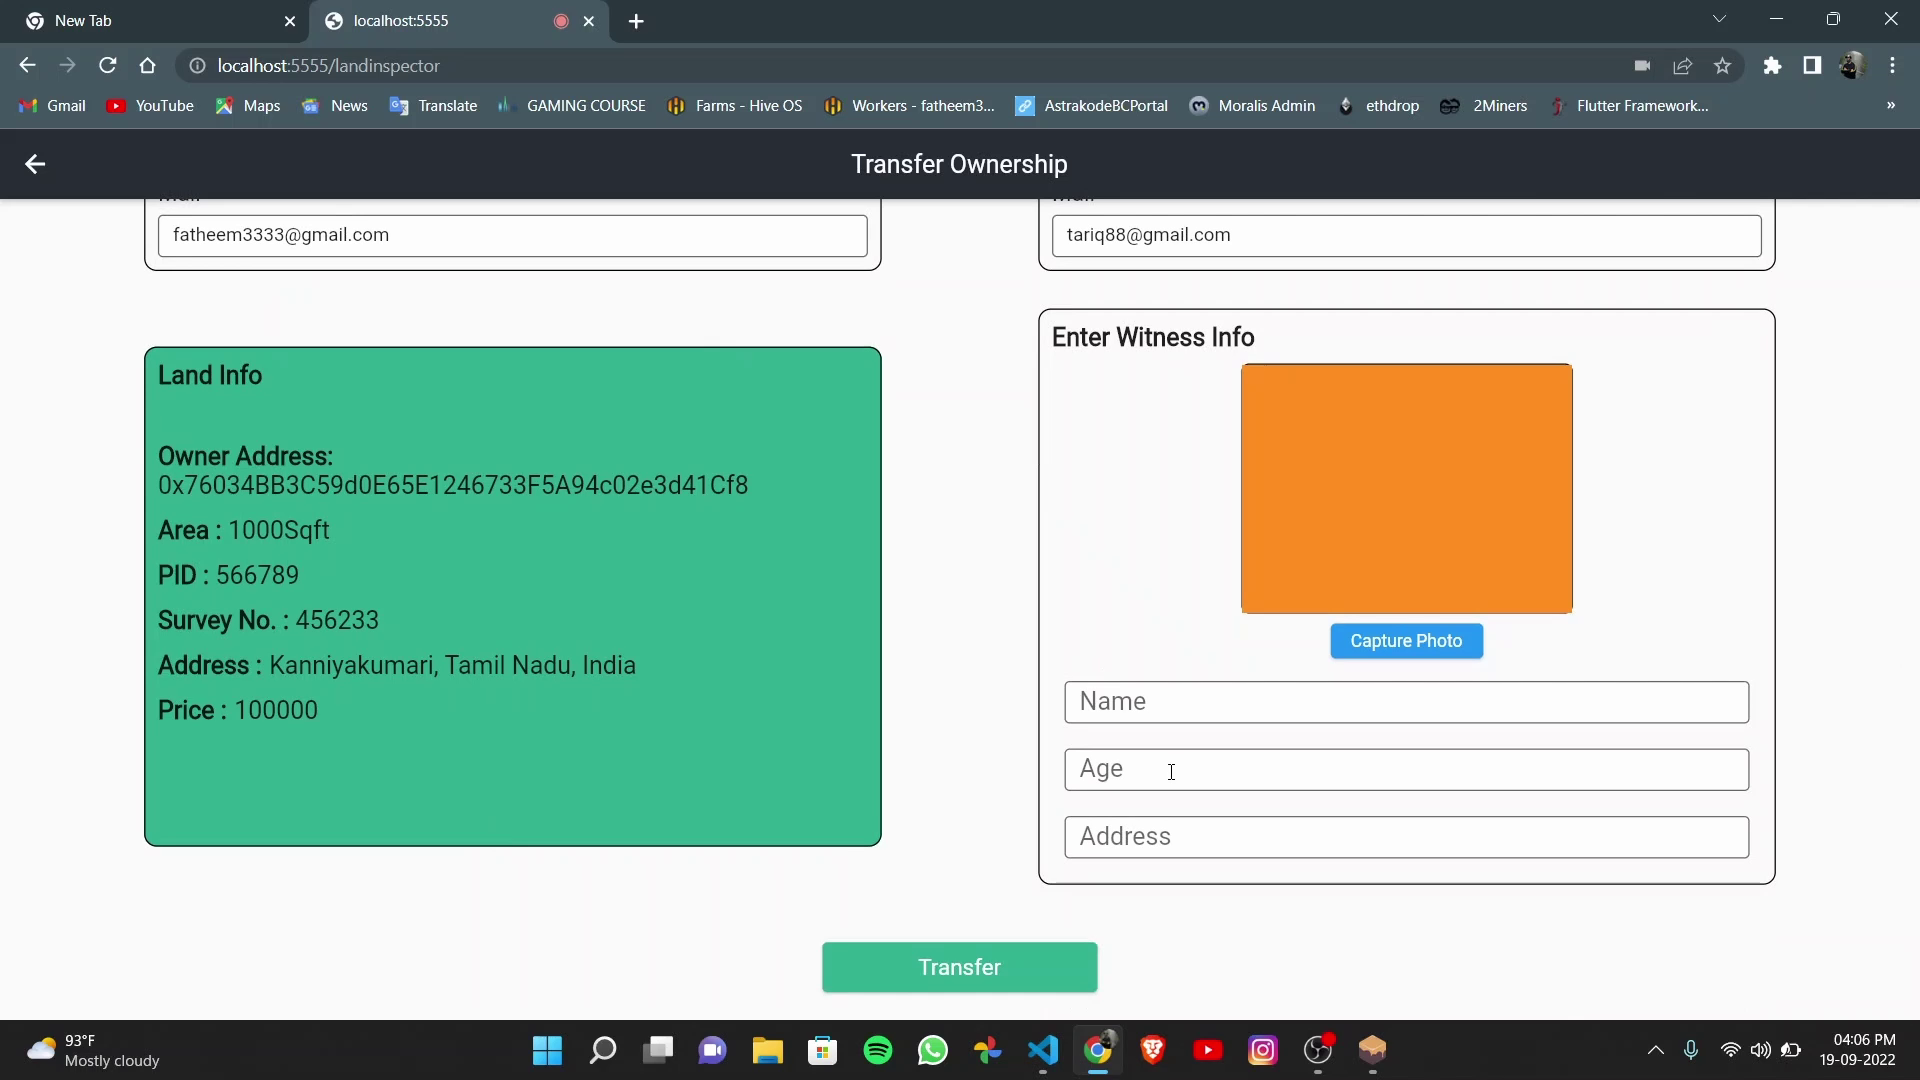 New Tab
localhost:5555
localhost:5555/landinspector
Gmail
YouTube
Maps
News
Translate
GAMING COURSE
Farms - Hive OS
Workers - fatheem3...
AstrakodeBCPortal
Moralis Admin
ethdrop
2Miners
Flutter Framework...
»
Transfer Ownership
fatheem3333@gmail.com
tariq88@gmail.com
Land Info
Owner Address:
0x76034BB3C59d0E65E1246733F5A94c02e3d41Cf8
Area : 1000Sqft
PID : 566789
Survey No. : 456233
Address : Kanniyakumari, Tamil Nadu, India
Price : 100000
Enter Witness Info
Capture Photo
Name
Age
Address
Transfer
93°F
Mostly cloudy
04:06 PM
19-09-2022